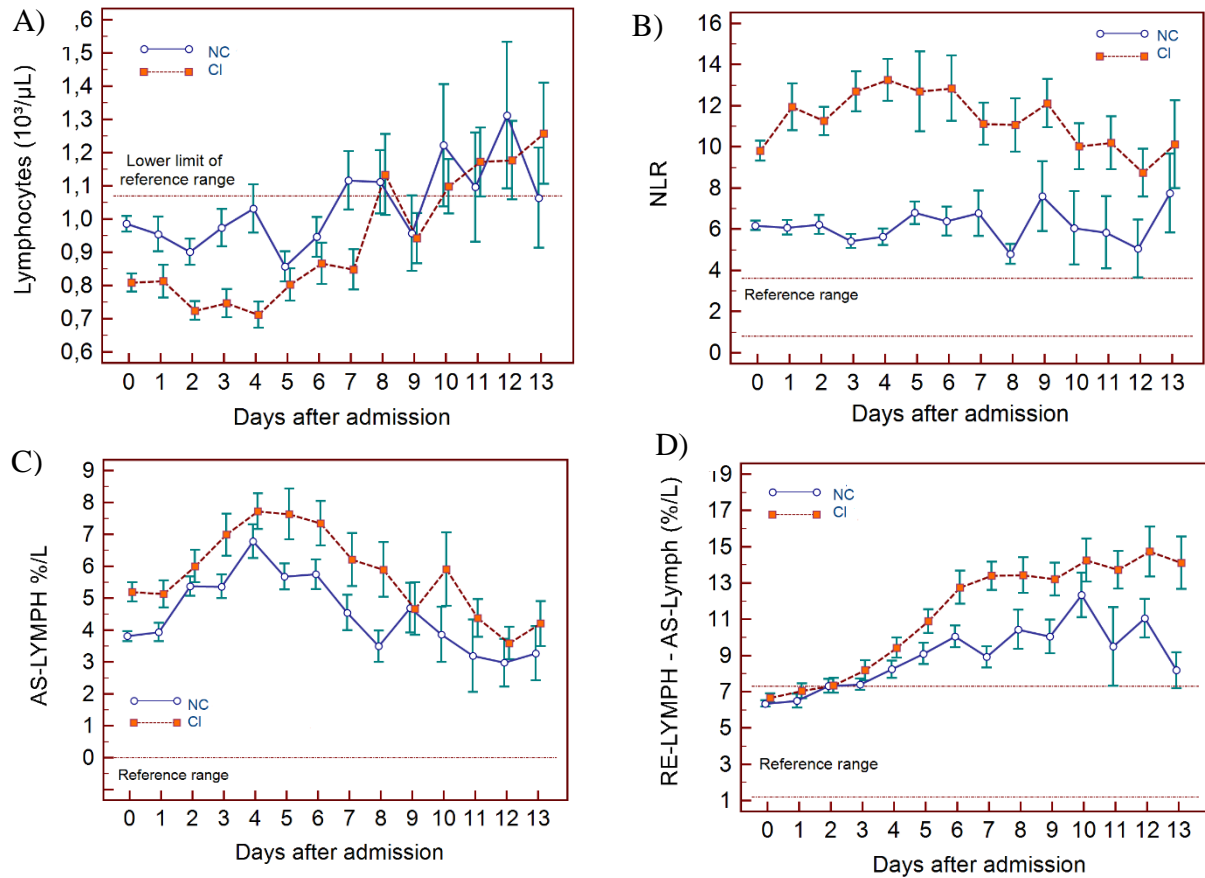 A)
Lymphocytes (10³/µL)
,6
1,5
1,4
1,3
1,2
1,1
1,0
0,9
0,8
0,7
0,6
NC
CI
Lower limit of
reference range
0 1 2 3 4 5 6 7 8 9 10 11 12 13
Days after admission
B)
NLR
16
14
12
10
8
6
4
2
0
NC
CI
Reference range
0 1 2 3 4 5 6 7 8 9 10 11 12 13
Days after admission
C)
AS-LYMPH %/L
9
8
7
6
5
4
3
2
1
0
NC
CI
Reference range
0 1 2 3 4 5 6 7 8 9 10 11 12 13
Days after admission
D)
RE-LYMPH - AS-Lymph (%/L)
19
17
15
13
11
9
7
5
3
1
NC
CI
Reference range
0 1 2 3 4 5 6 7 8 9 10 11 12 13
Days after admission